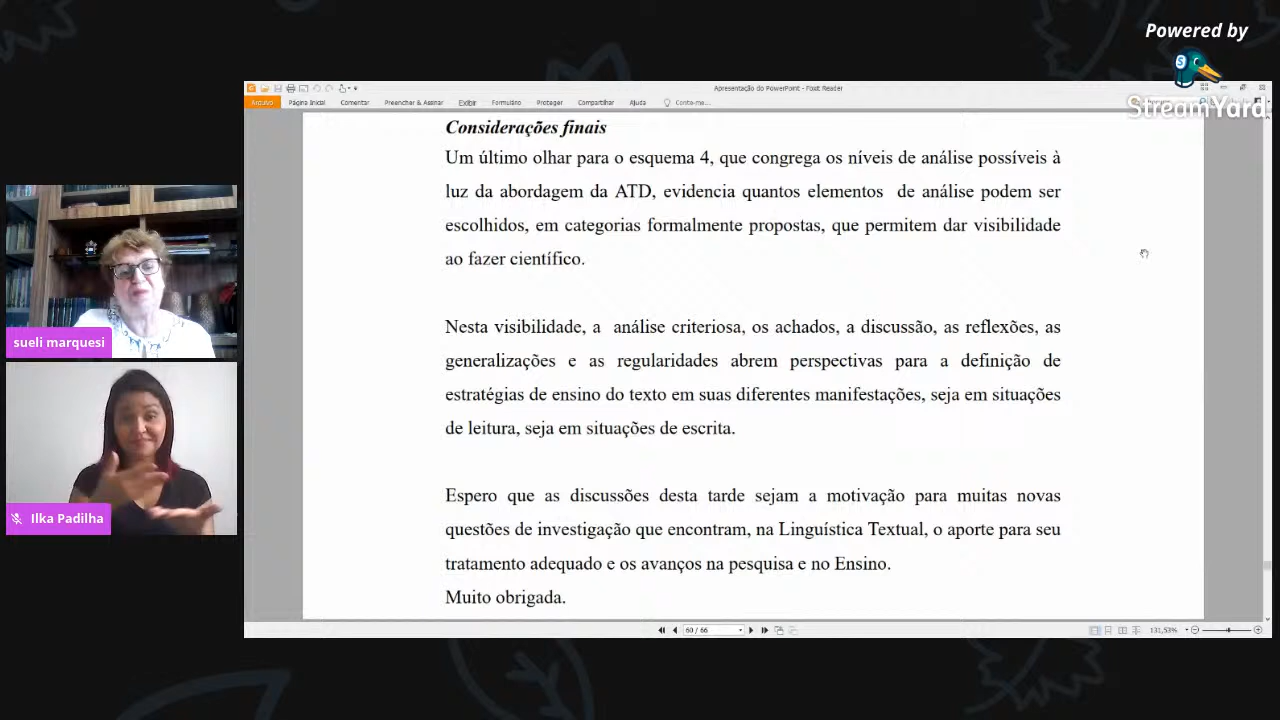 Powered by
StreamYard
Apresentação do PowerPoint - Foxit Reader
Arquivo Página Inicial Comentar Preencher & Assinar Exibir Formulário Proteger Compartilhar Ajuda Conte-me...
Considerações finais
Um último olhar para o esquema 4, que congrega os níveis de análise possíveis à
luz da abordagem da ATD, evidencia quantos elementos de análise podem ser
escolhidos, em categorias formalmente propostas, que permitem dar visibilidade
ao fazer científico.
Nesta visibilidade, a análise criteriosa, os achados, a discussão, as reflexões, as
generalizações e as regularidades abrem perspectivas para a definição de
estratégias de ensino do texto em suas diferentes manifestações, seja em situações
de leitura, seja em situações de escrita.
Espero que as discussões desta tarde sejam a motivação para muitas novas
questões de investigação que encontram, na Linguística Textual, o aporte para seu
tratamento adequado e os avanços na pesquisa e no Ensino.
Muito obrigada.
sueli marquesi
Ilka Padilha
60 / 66
131,53%